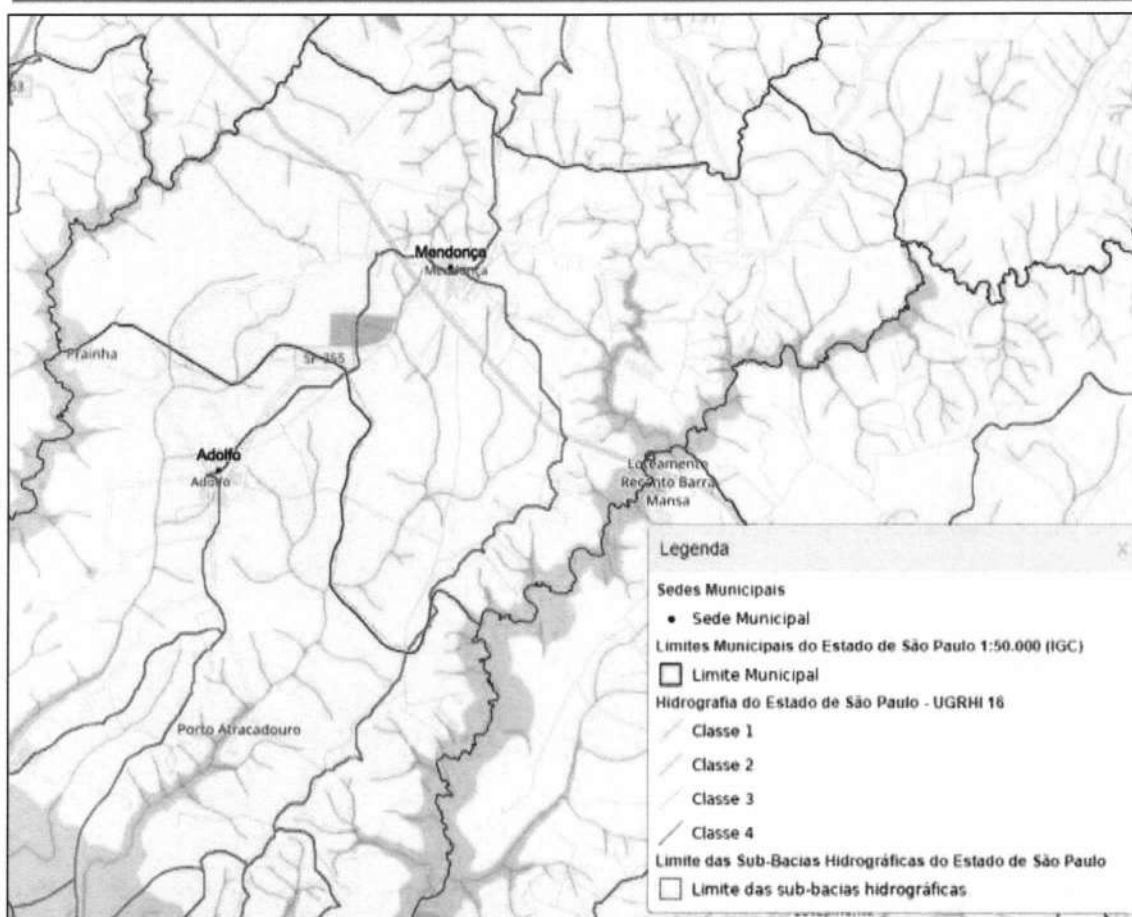 53
Mendonça
Mendonça
Prainha
SP 355
Adolfo
Adolfo
Loteamento
Recanto Barra
Mansa
Porto Atracadouro
Legenda X
Sedes Municipais
Sede Municipal
Limites Municipais do Estado de São Paulo 1:50.000 (IGC)
Limite Municipal
Hidrografia do Estado de São Paulo - UGRHI 16
Classe 1
Classe 2
Classe 3
Classe 4
Limite das Sub-Bacias Hidrográficas do Estado de São Paulo
Limite das sub-bacias hidrográficas